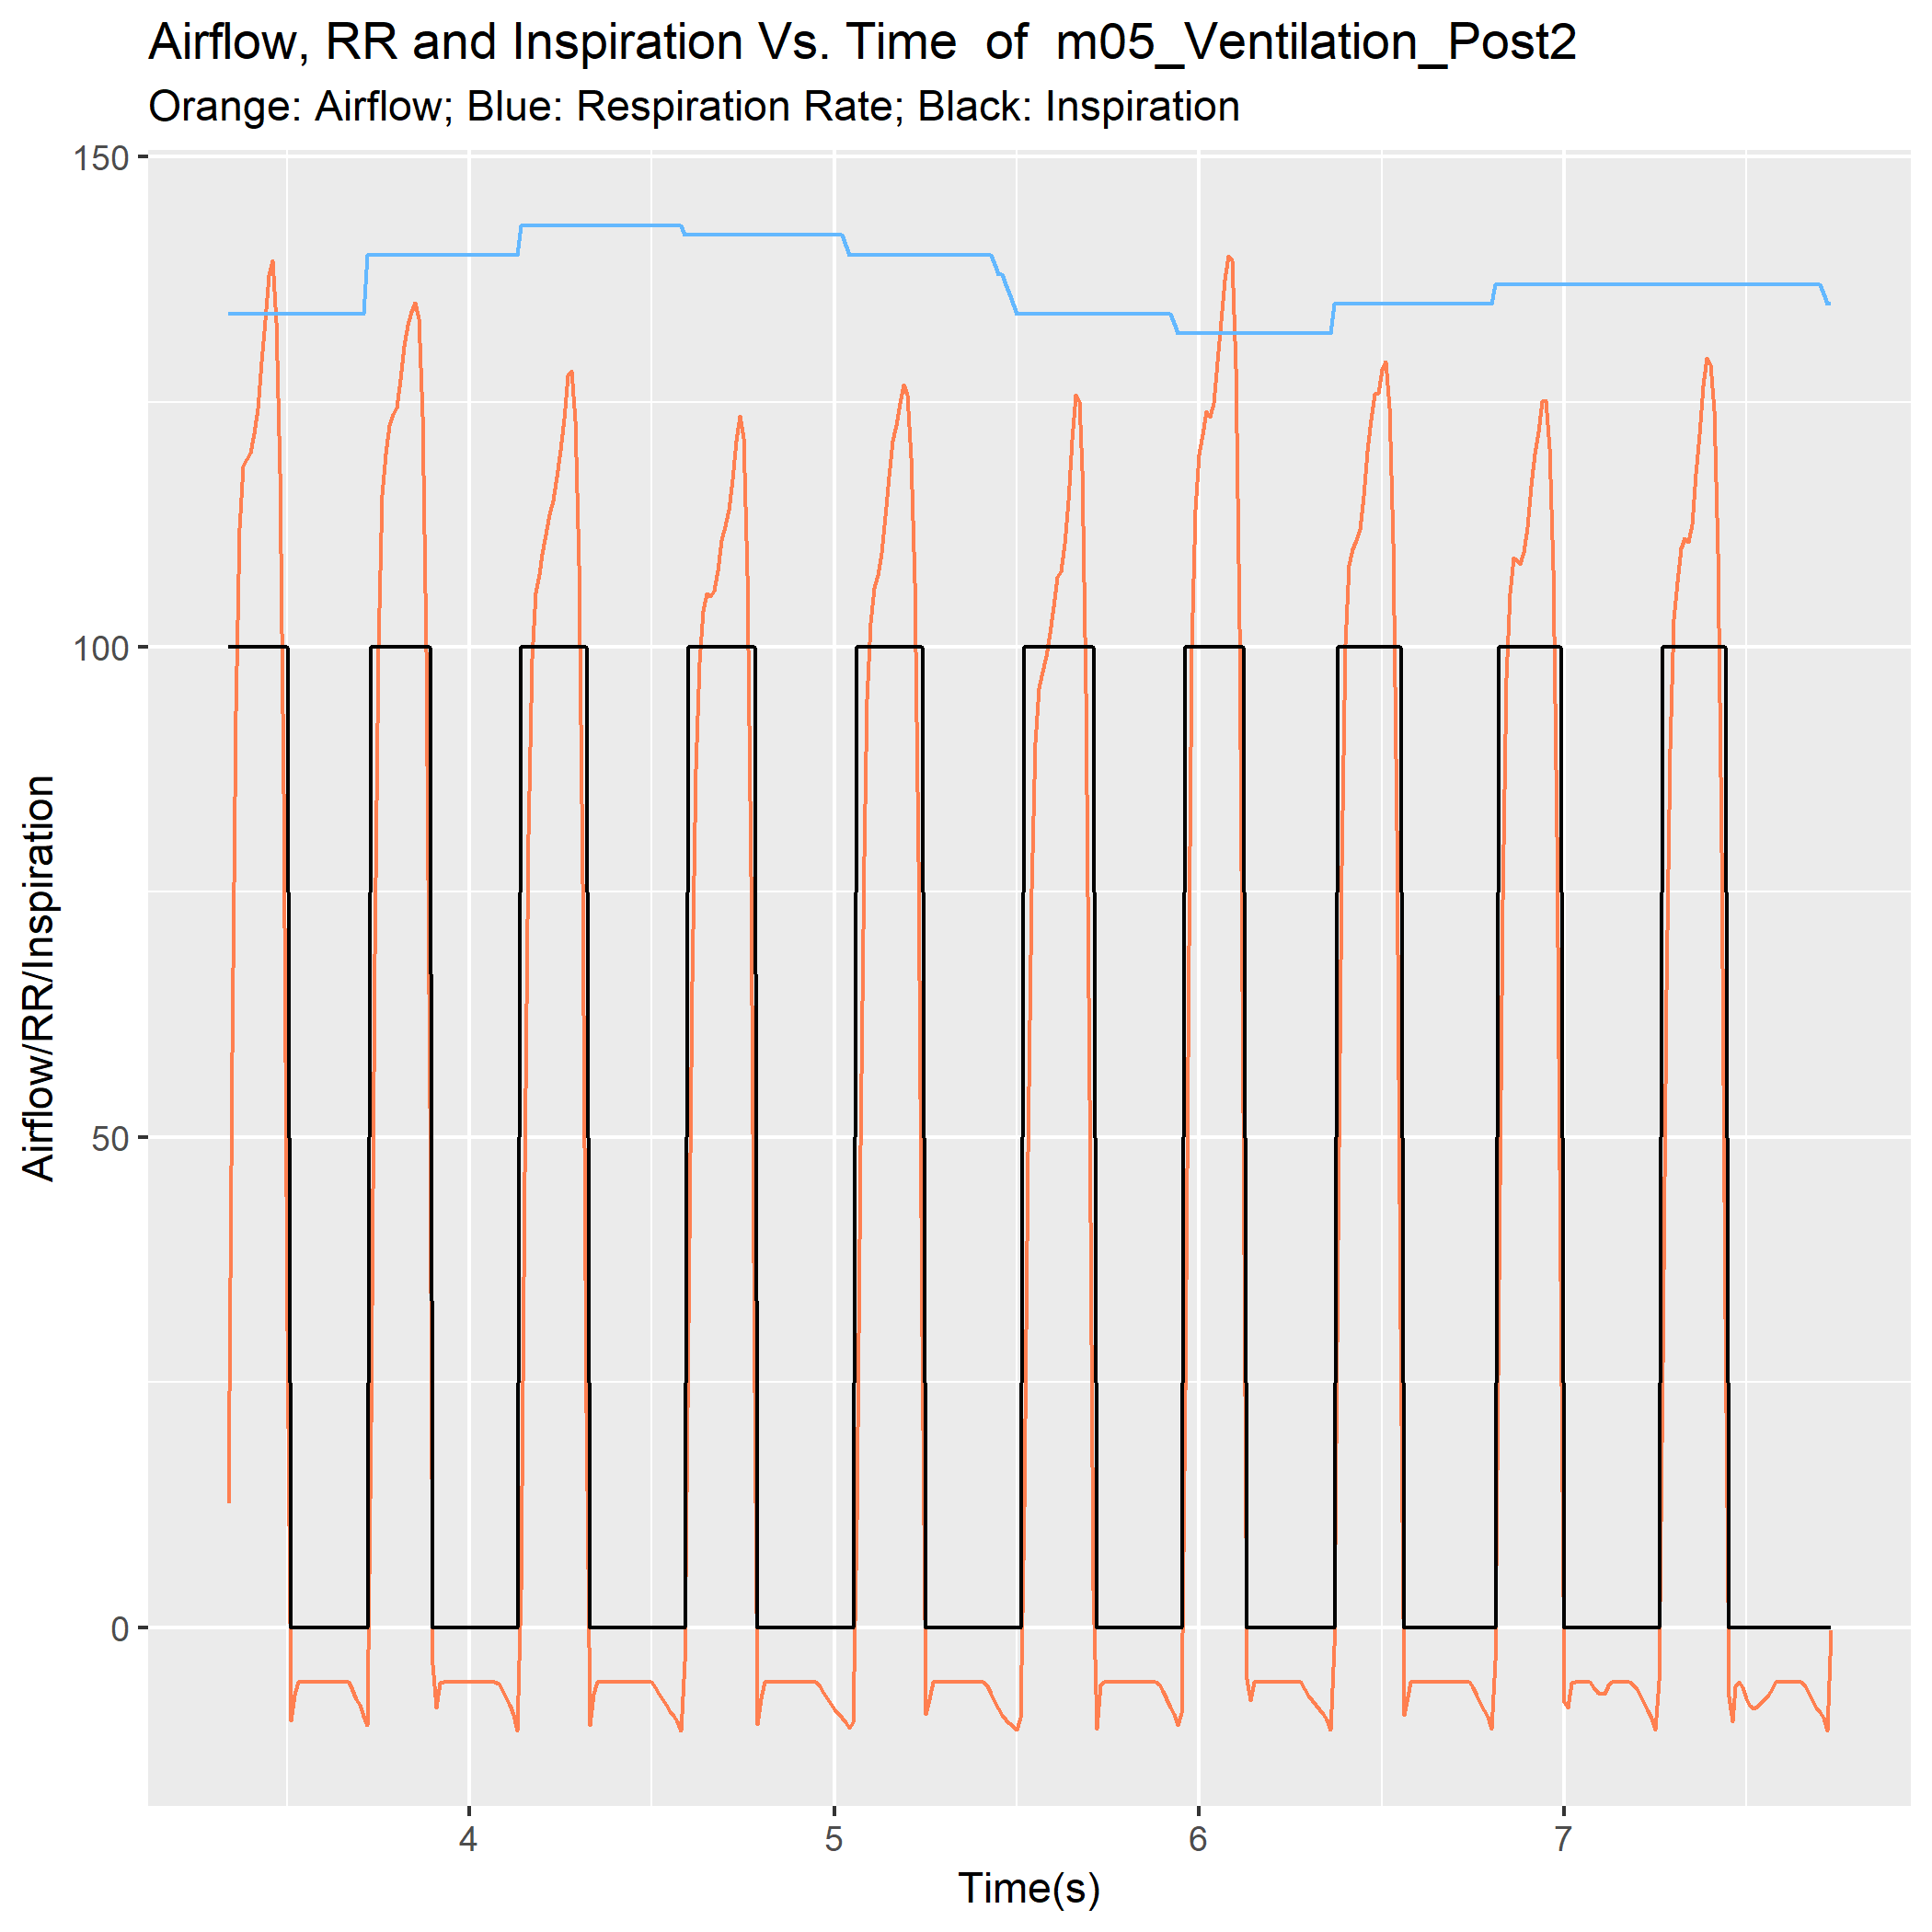 Airflow, RR and Inspiration Vs. Time  of  m05_Ventilation_Post2
Orange: Airflow; Blue: Respiration Rate; Black: Inspiration
150
100
50
0
Airflow/RR/Inspiration
4 5 6 7
Time(s)